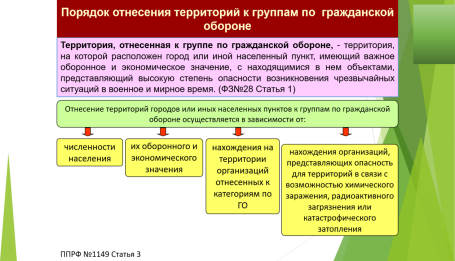 Порядок отнесения территорий к группам по гражданской
обороне
Территория, отнесенная к группе по гражданской обороне, - территория,
на которой расположен город или иной населенный пункт, имеющий важное
оборонное и экономическое значение, с находящимися в нем объектами,
представляющий высокую степень опасности возникновения чрезвычайных
ситуаций в военное и мирное время. (ФЗ№28 Статья 1)
Отнесение территорий городов или иных населенных пунктов к группам по гражданской
обороне осуществляется в зависимости от:
численности
населения
их оборонного и
экономического
значения
нахождения на
территории
организаций
отнесенных к
категориям по
ГО
нахождения организаций,
представляющих опасность
для территорий в связи с
возможностью химического
заражения, радиоактивного
загрязнения или
катастрофического
затопления
ППРФ №1149 Статья 3